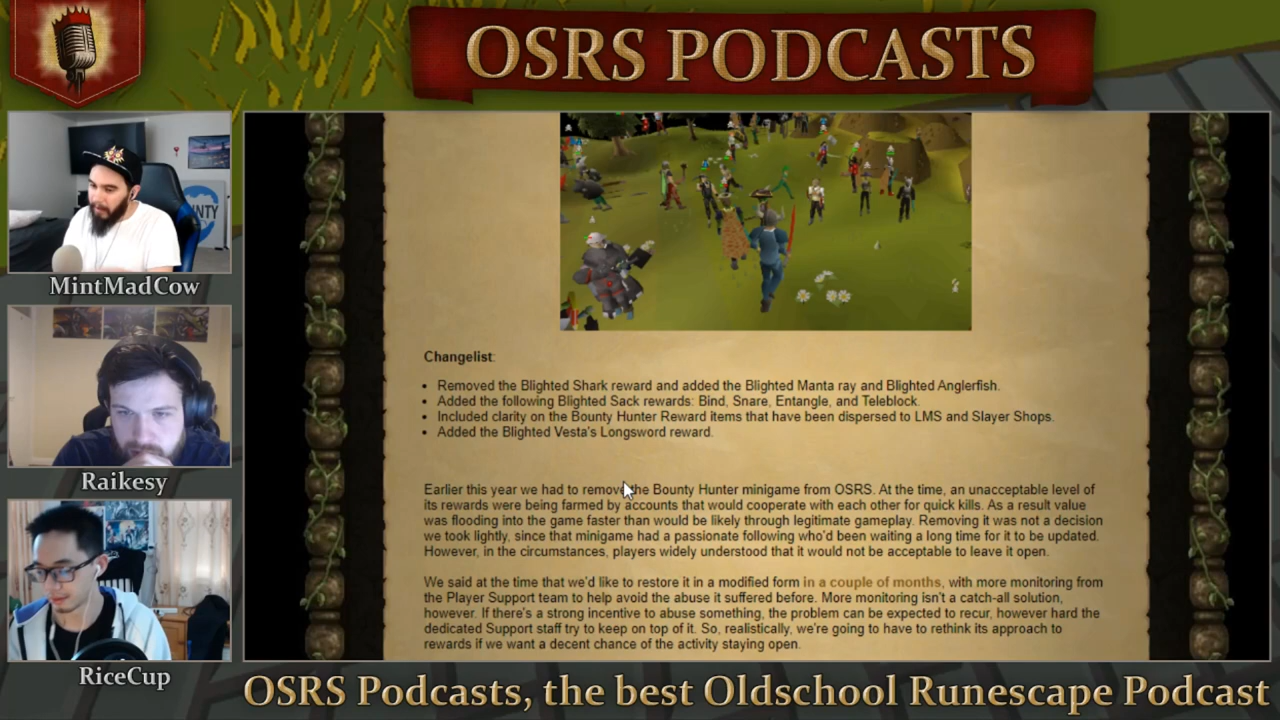 OSRS PODCASTS
MintMadCow
Raikesy
RiceCup
Changelist:
• Removed the Blighted Shark reward and added the Blighted Manta ray and Blighted Anglerfish.
• Added the following Blighted Sack rewards: Bind, Snare, Entangle, and Teleblock.
• Included clarity on the Bounty Hunter Reward items that have been dispersed to LMS and Slayer Shops.
• Added the Blighted Vesta's Longsword reward.
Earlier this year we had to remove the Bounty Hunter minigame from OSRS. At the time, an unacceptable level of
its rewards were being farmed by accounts that would cooperate with each other for quick kills. As a result value
was flooding into the game faster than would be likely through legitimate gameplay. Removing it was not a decision
we took lightly, since that minigame had a passionate following who'd been waiting a long time for it to be updated.
However, in the circumstances, players widely understood that it would not be acceptable to leave it open.
We said at the time that we'd like to restore it in a modified form in a couple of months, with more monitoring from
the Player Support team to help avoid the abuse it suffered before. More monitoring isn't a catch-all solution,
however. If there's a strong incentive to abuse something, the problem can be expected to recur, however hard the
dedicated Support staff try to keep on top of it. So, realistically, we're going to have to rethink its approach to
rewards if we want a decent chance of the activity staying open.
OSRS Podcasts, the best Oldschool Runescape Podcast